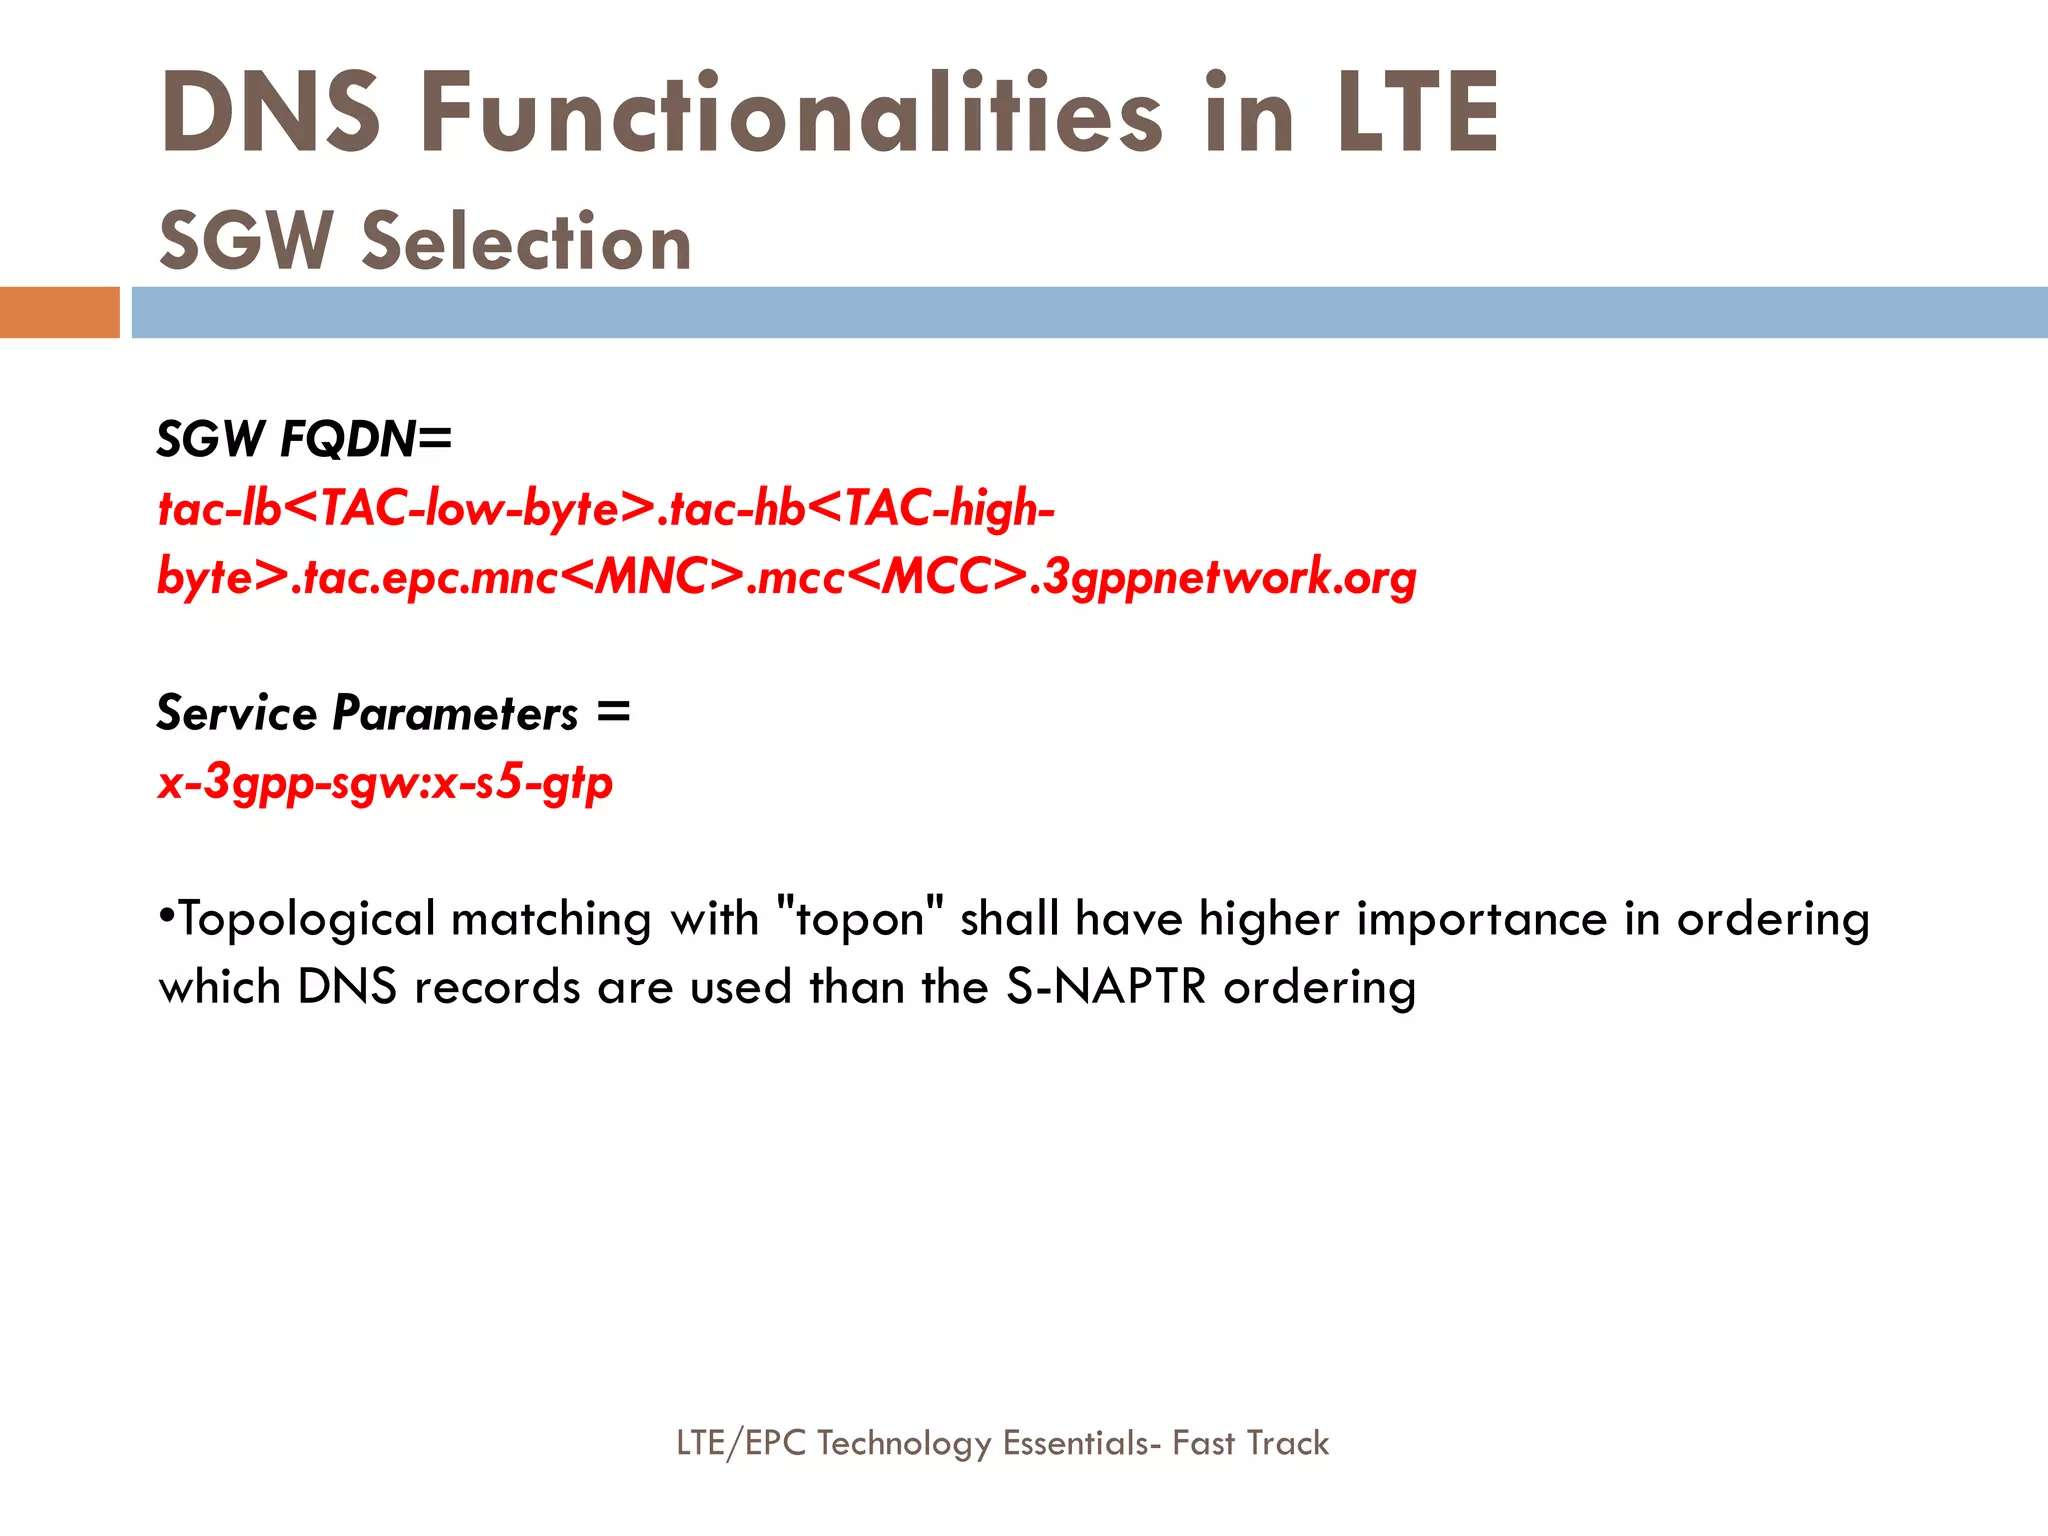 DNS Functionalities in LTE
SGW Selection
SGW FQDN=
tac-lb<TAC-low-byte>.tac-hb<TAC-high-
byte>.tac.epc.mnc<MNC>.mcc<MCC>.3gppnetwork.org
Service Parameters =
x-3gpp-sgw:x-s5-gtp
•Topological matching with "topon" shall have higher importance in ordering
which DNS records are used than the S-NAPTR ordering
LTE/EPC Technology Essentials- Fast Track